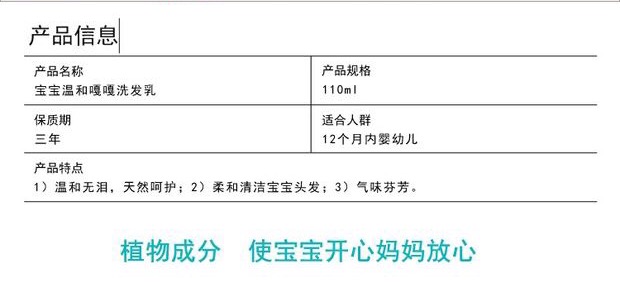 产品信息
产品名称
宝宝温和嘎嘎洗发乳
产品规格
110ml
保质期
三年
适合人群
12个月内婴幼儿
产品特点
1）温和无泪，天然呵护；2）柔和清洁宝宝头发；3）气味芬芳。
植物成分 使宝宝开心妈妈放心